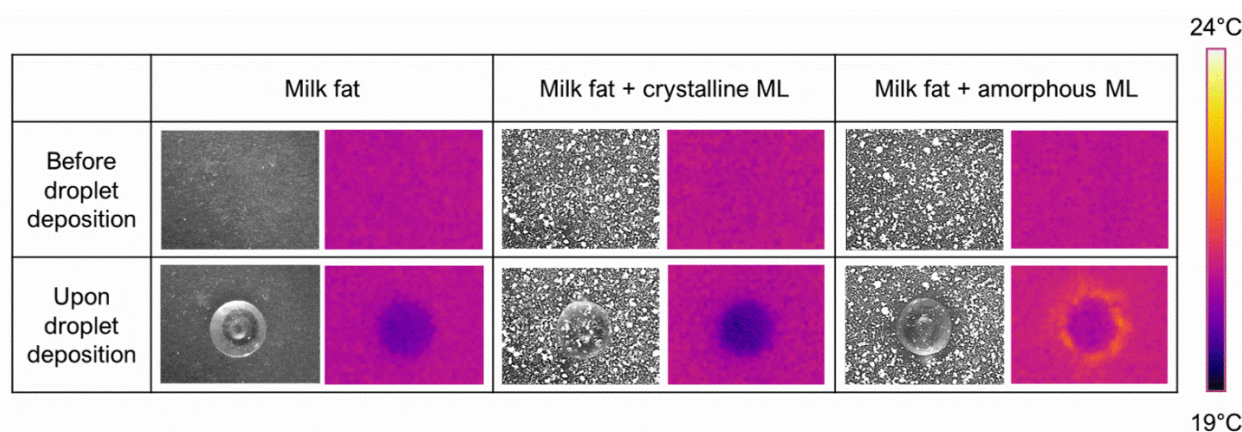 24°C
Milk fat
Milk fat + crystalline ML
Milk fat + amorphous ML
Before
droplet
deposition
Upon
droplet
deposition
19°C